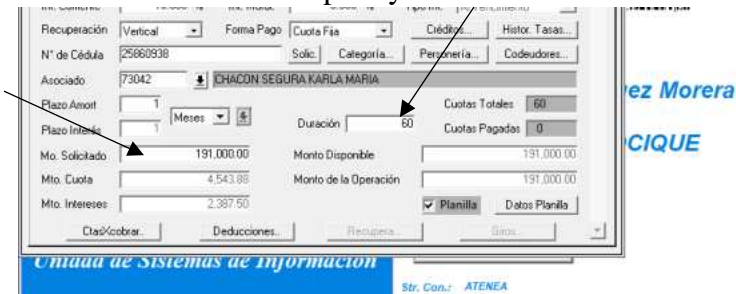 Recuperación Vertical Forma Pago Cuota Fija Créditos... Histor. Tasas...
N° de Cédula 25860938 Solic. Categoría... Personería... Codeudores...
Asociado 73042 CHACON SEGURA KARLA MARIA
Plazo Amort 1 Meses Cuotas Totales 60
Plazo Interés 1 Duración 60 Cuotas Pagadas 0
Mo. Solicitado 191,000.00 Monto Disponible 191,000.00
Mto. Cuota 4,543.88 Monto de la Operación 191,000.00
Mto. Intereses 2,387.50 Planilla Datos Planilla
CtasXcobrar.. Deducciones.. Recupera... Giros...
ez Morera
CIQUE
Unidad de Sistemas de Información
Str. Con.: ATENEA